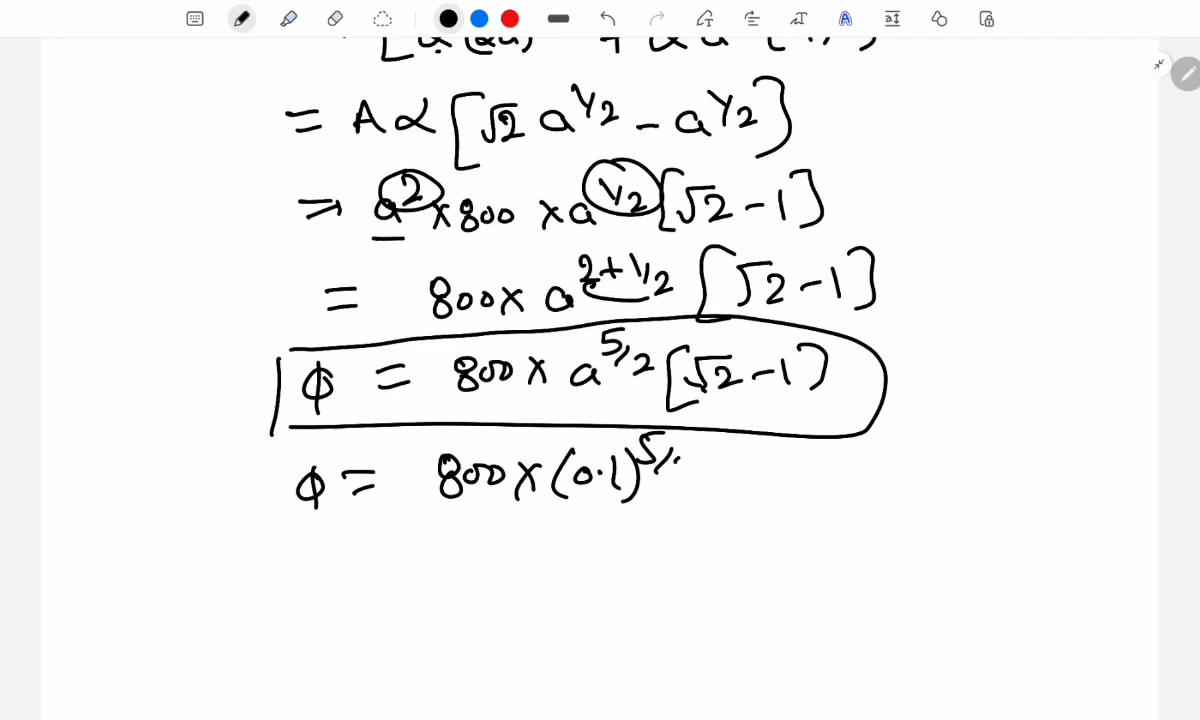 = Aα [√2 a^1/2 - a^1/2]
⇒ a^2 × 800 × a^1/2 [√2 - 1]
= 800 × a^2+1/2 [√2 - 1]
ϕ = 800 × a^5/2 [√2 - 1]
ϕ = 800 × (0.1)^5/